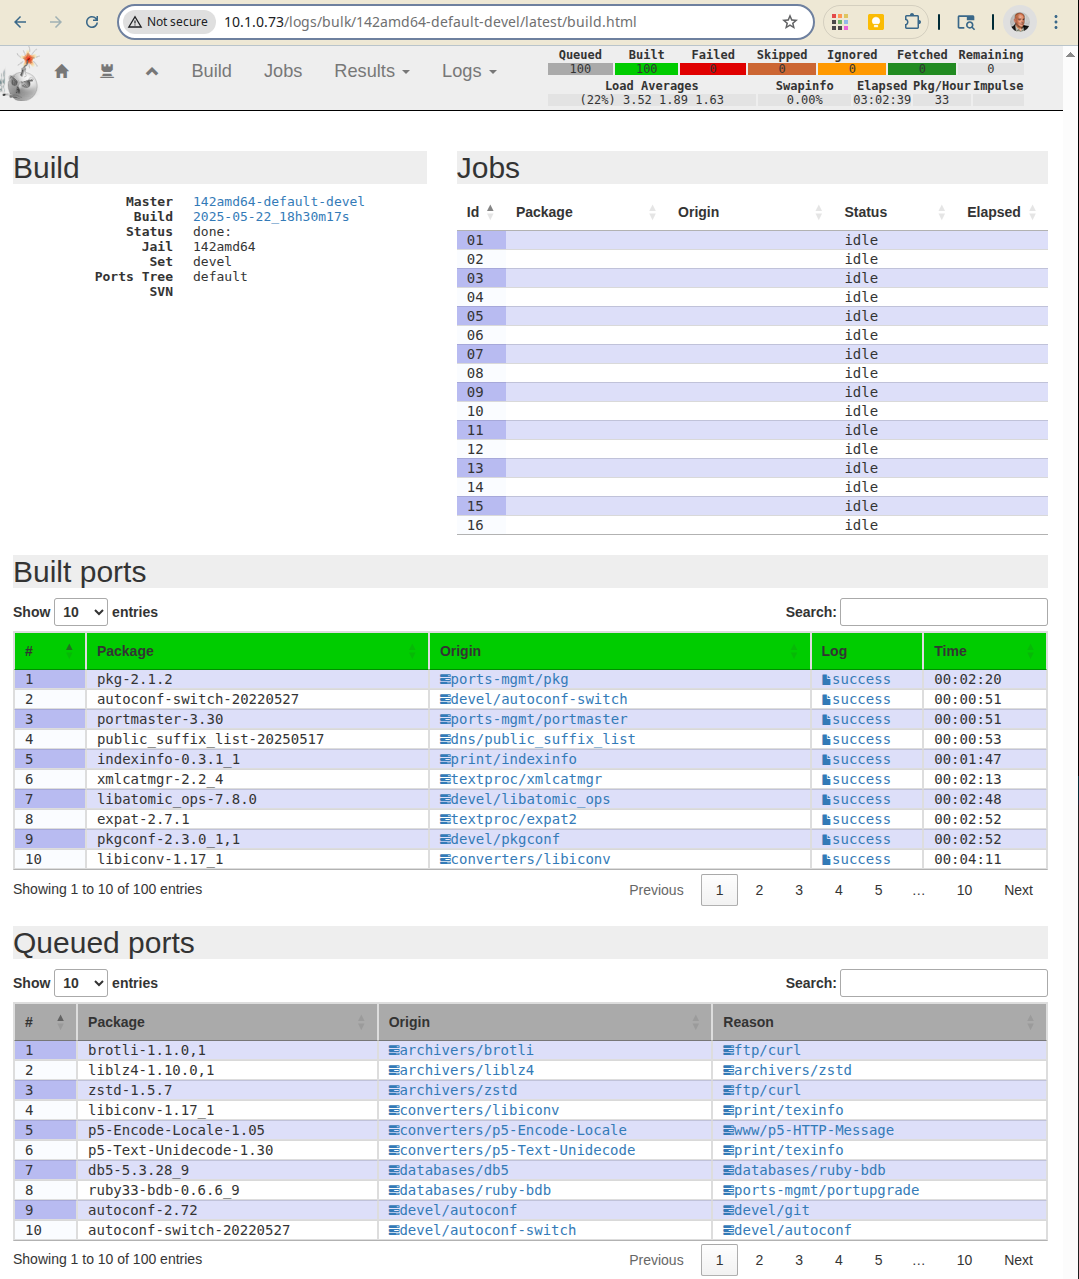 Not secure 10.1.0.73/logs/bulk/142amd64-default-devel/latest/build.html
Build Jobs Results Logs
Queued Built Failed Skipped Ignored Fetched Remaining
100 100 0 0 0 0 0
Load Averages Swapinfo Elapsed Pkg/Hour Impulse
(22%) 3.52 1.89 1.63 0.00% 03:02:39 33
Build
Master 142amd64-default-devel
Build 2025-05-22_18h30m17s
Status done:
Jail 142amd64
Set devel
Ports Tree default
SVN
Jobs
Id Package Origin Status Elapsed
01 idle
02 idle
03 idle
04 idle
05 idle
06 idle
07 idle
08 idle
09 idle
10 idle
11 idle
12 idle
13 idle
14 idle
15 idle
16 idle
Built ports
Show 10 entries Search:
# Package Origin Log Time
1 pkg-2.1.2 ports-mgmt/pkg success 00:02:20
2 autoconf-switch-20220527 devel/autoconf-switch success 00:00:51
3 portmaster-3.30 ports-mgmt/portmaster success 00:00:51
4 public_suffix_list-20250517 dns/public_suffix_list success 00:00:53
5 indexinfo-0.3.1_1 print/indexinfo success 00:01:47
6 xmlcatmgr-2.2_4 textproc/xmlcatmgr success 00:02:13
7 libatomic_ops-7.8.0 devel/libatomic_ops success 00:02:48
8 expat-2.7.1 textproc/expat2 success 00:02:52
9 pkgconf-2.3.0_1,1 devel/pkgconf success 00:02:52
10 libiconv-1.17_1 converters/libiconv success 00:04:11
Showing 1 to 10 of 100 entries Previous 1 2 3 4 5 … 10 Next
Queued ports
Show 10 entries Search:
# Package Origin Reason
1 brotli-1.1.0,1 archivers/brotli ftp/curl
2 liblz4-1.10.0,1 archivers/liblz4 archivers/zstd
3 zstd-1.5.7 archivers/zstd ftp/curl
4 libiconv-1.17_1 converters/libiconv print/texinfo
5 p5-Encode-Locale-1.05 converters/p5-Encode-Locale www/p5-HTTP-Message
6 p5-Text-Unidecode-1.30 converters/p5-Text-Unidecode print/texinfo
7 db5-5.3.28_9 databases/db5 databases/ruby-bdb
8 ruby33-bdb-0.6.6_9 databases/ruby-bdb ports-mgmt/portupgrade
9 autoconf-2.72 devel/autoconf devel/git
10 autoconf-switch-20220527 devel/autoconf-switch devel/autoconf
Showing 1 to 10 of 100 entries Previous 1 2 3 4 5 … 10 Next